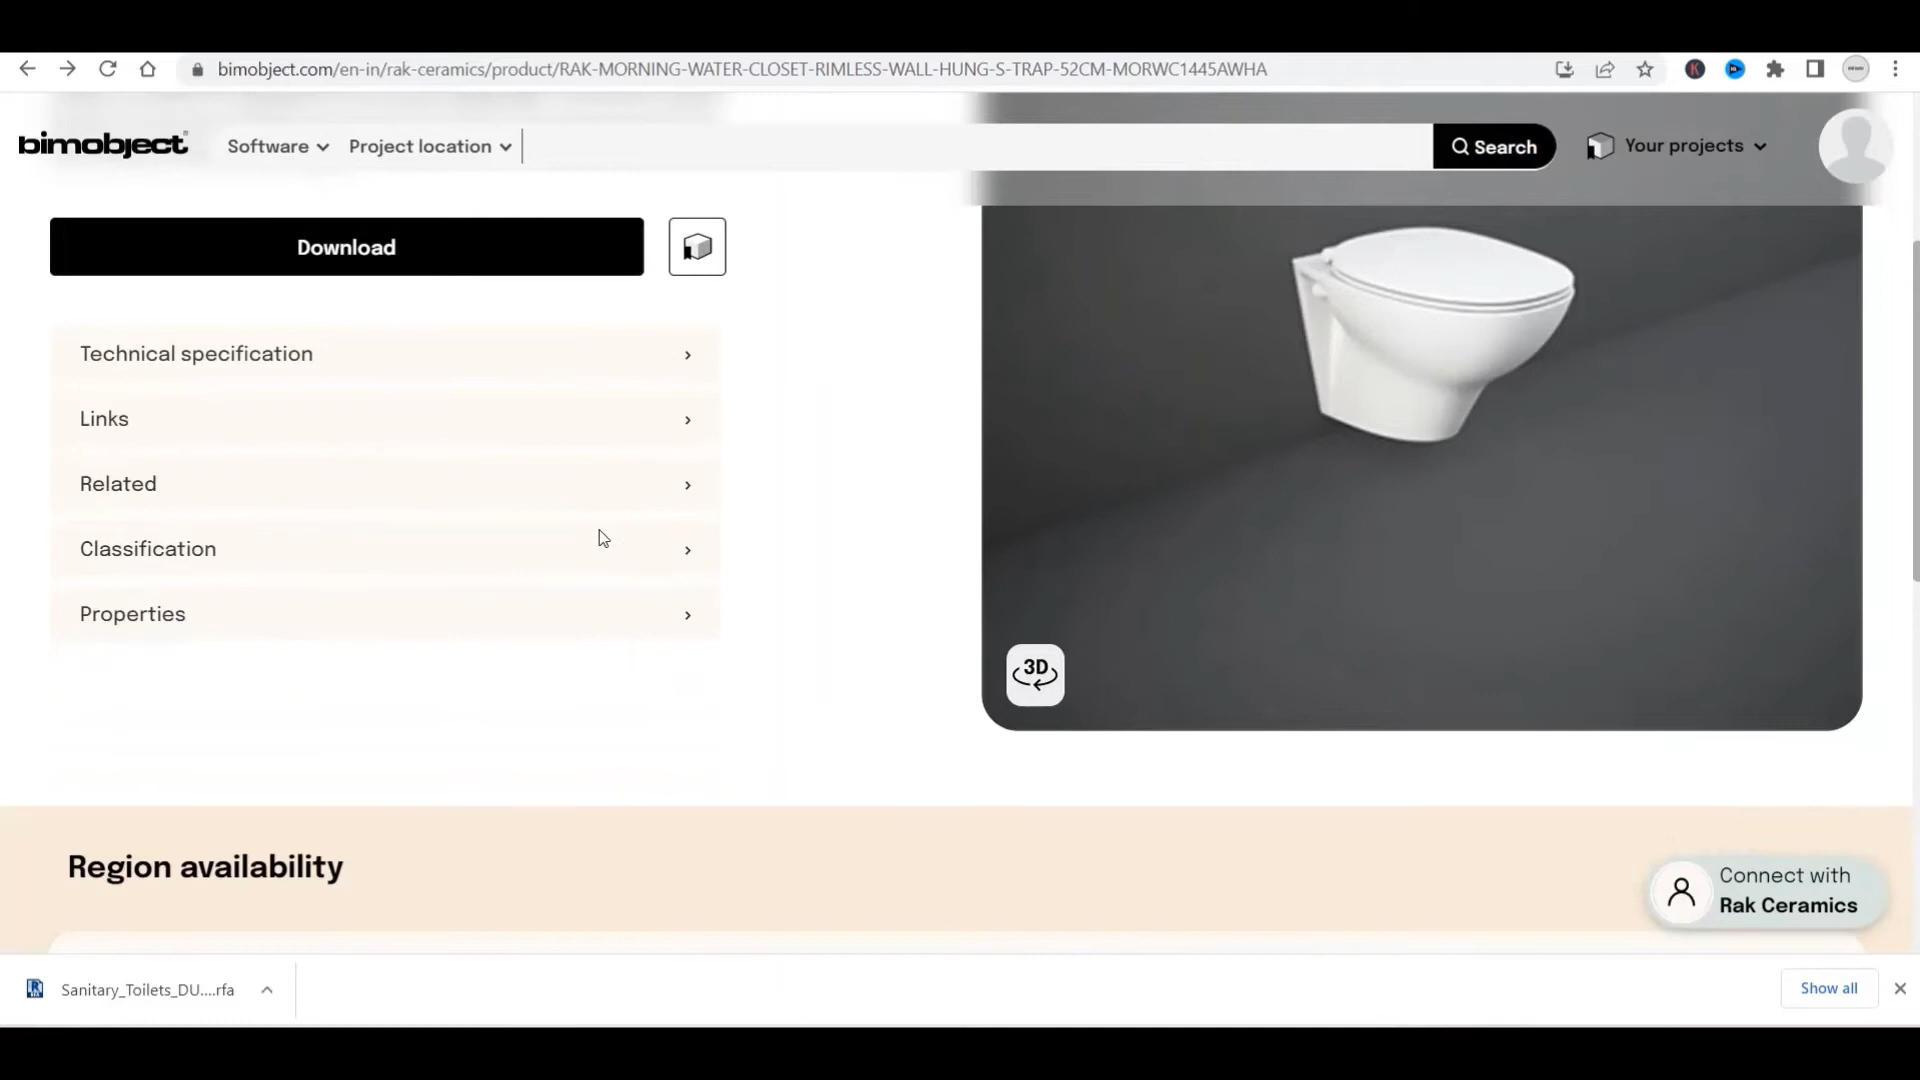 bimobject.com/en-in/rak-ceramics/product/RAK-MORNING-WATER-CLOSET-RIMLESS-WALL-HUNG-S-TRAP-52CM-MORWC1445AWHA
bimobject®
Software
Project location
Search
Your projects
Download
Technical specification
Links
Related
Classification
Properties
3D
Region availability
Connect with
Rak Ceramics
Sanitary_Toilets_DU....rfa
Show all